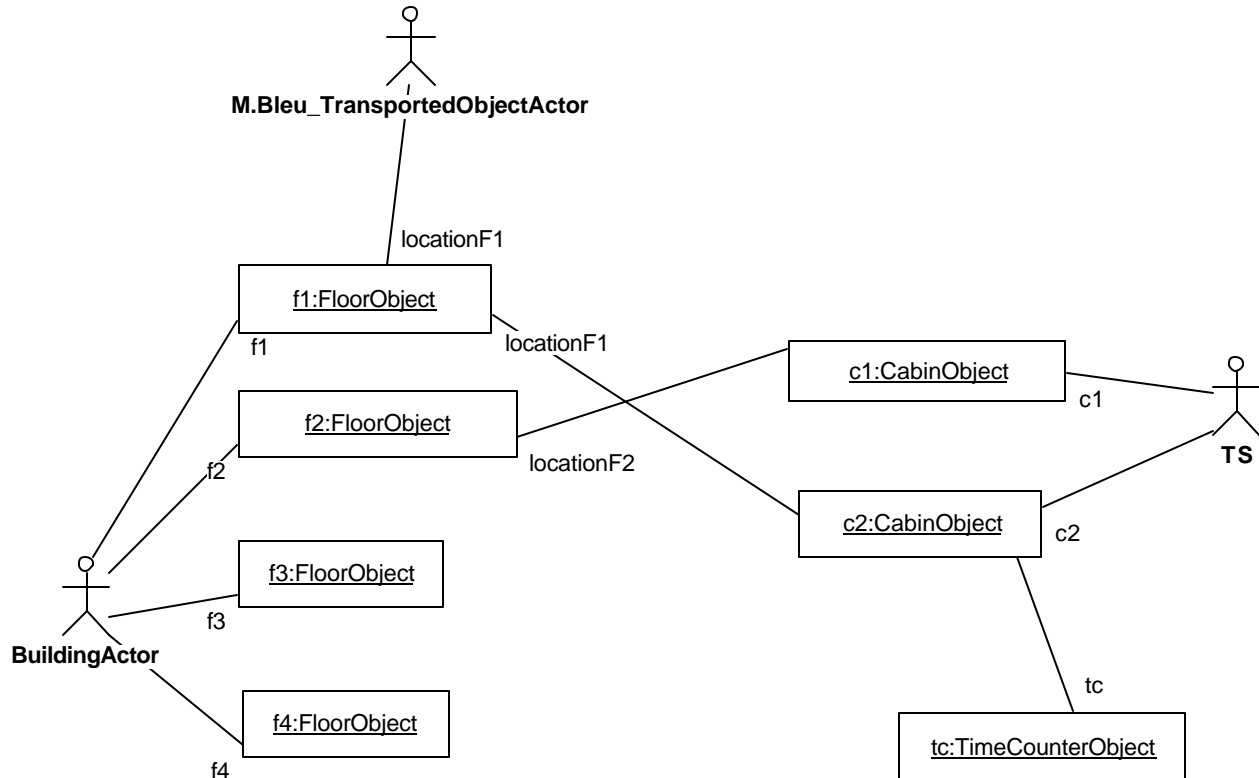 M.Bleu_TransportedObjectActor
locationF1
f1:FloorObject
f1
locationF1
c1:CabinObject
c1
f2:FloorObject
f2
locationF2
TS
c2:CabinObject
c2
f3:FloorObject
f3
BuildingActor
tc
f4:FloorObject
f4
tc:TimeCounterObject